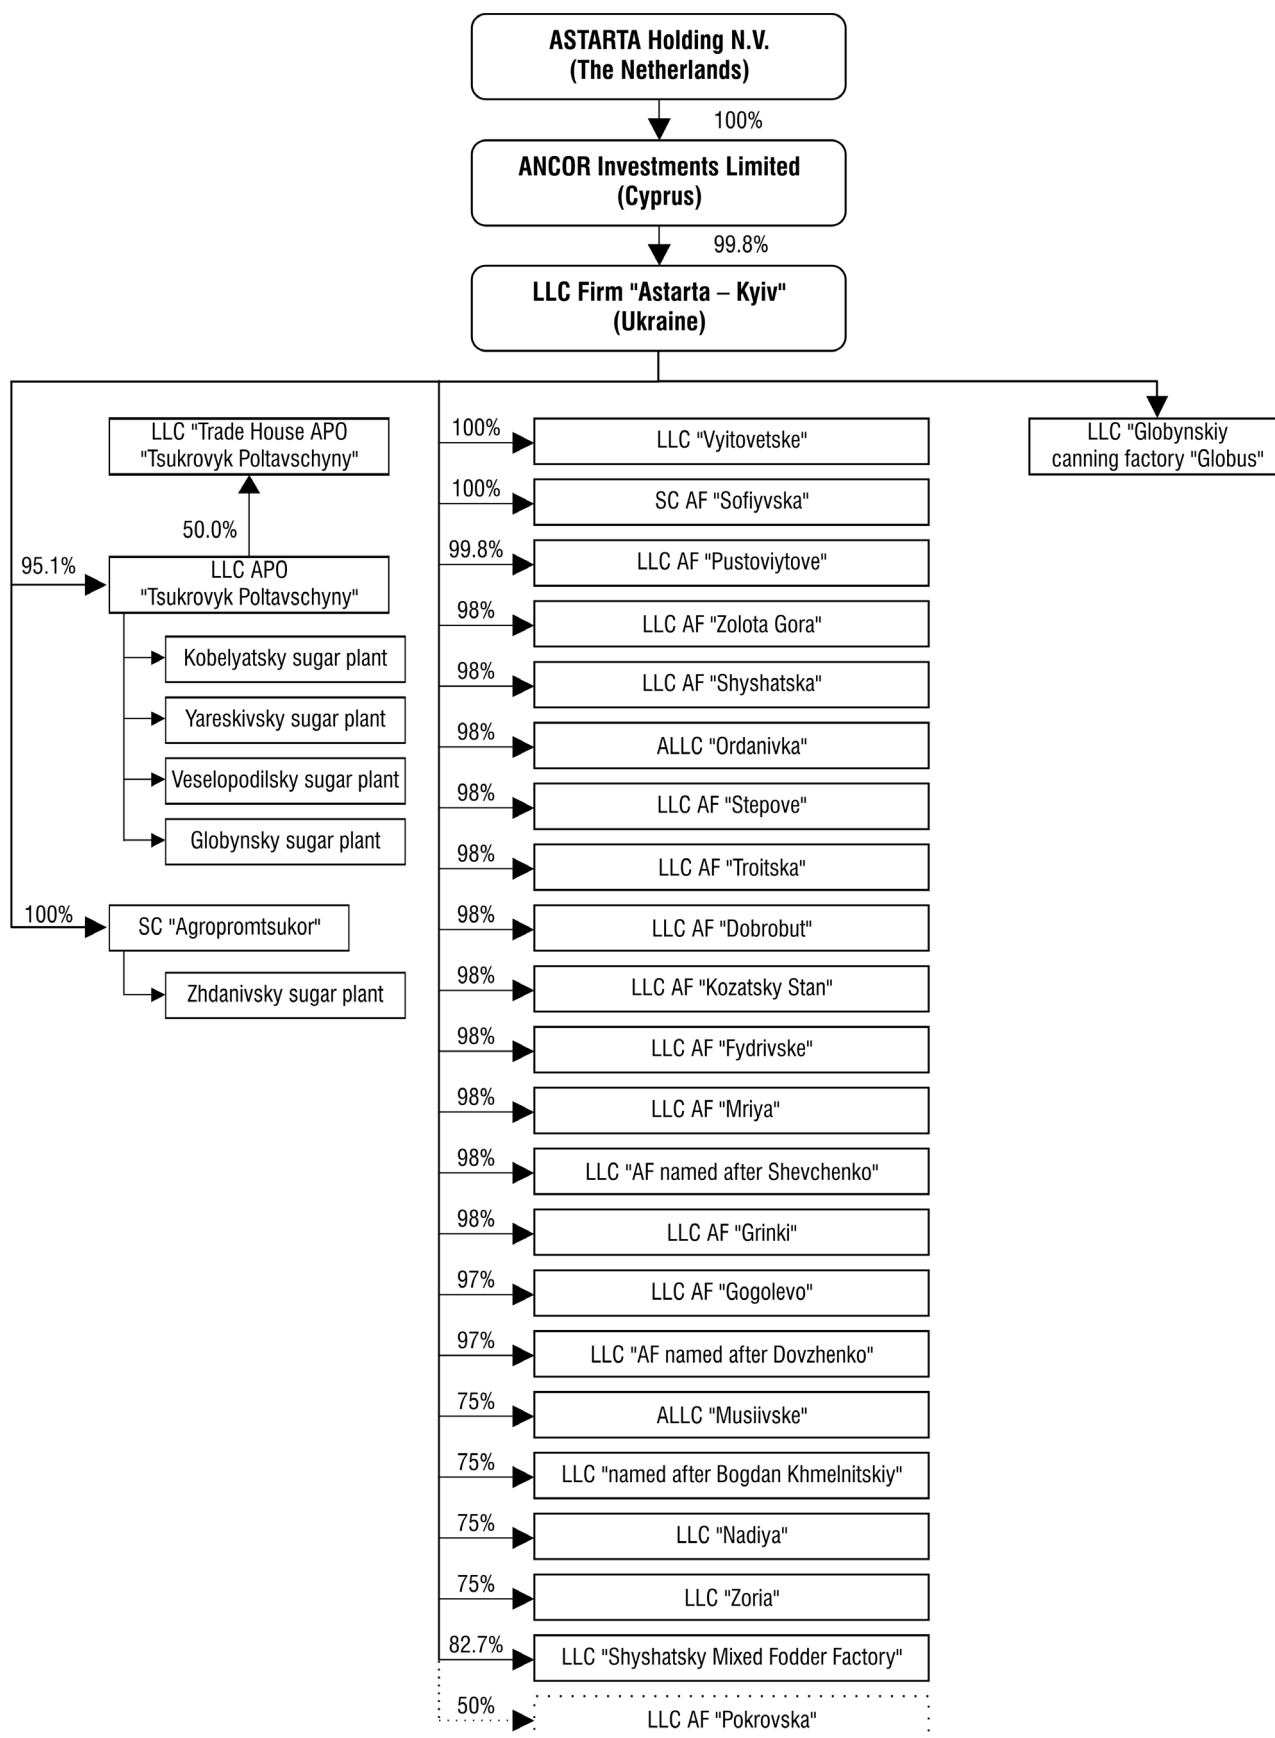 ASTARTA Holding N.V.
(The Netherlands)
100%
ANCOR Investments Limited
(Cyprus)
99.8%
LLC Firm "Astarta – Kyiv"
(Ukraine)
LLC "Trade House APO
"Tsukrovyk Poltavschyny"
50.0%
95.1%
LLC APO
"Tsukrovyk Poltavschyny"
Kobelyatsky sugar plant
Yareskivsky sugar plant
Veselopodilsky sugar plant
Globynsky sugar plant
100%
SC "Agropromtsukor"
Zhdanivsky sugar plant
100%
LLC "Vyitovetske"
100%
SC AF "Sofiyvska"
99.8%
LLC AF "Pustoviytove"
98%
LLC AF "Zolota Gora"
98%
LLC AF "Shyshatska"
98%
ALLC "Ordanivka"
98%
LLC AF "Stepove"
98%
LLC AF "Troitska"
98%
LLC AF "Dobrobut"
98%
LLC AF "Kozatsky Stan"
98%
LLC AF "Fydrivske"
98%
LLC AF "Mriya"
98%
LLC "AF named after Shevchenko"
98%
LLC AF "Grinki"
97%
LLC AF "Gogolevo"
97%
LLC "AF named after Dovzhenko"
75%
ALLC "Musiivske"
75%
LLC "named after Bogdan Khmelnitskiy"
75%
LLC "Nadiya"
75%
LLC "Zoria"
82.7%
LLC "Shyshatsky Mixed Fodder Factory"
50%
LLC AF "Pokrovska"
LLC "Globynskiy
canning factory "Globus"